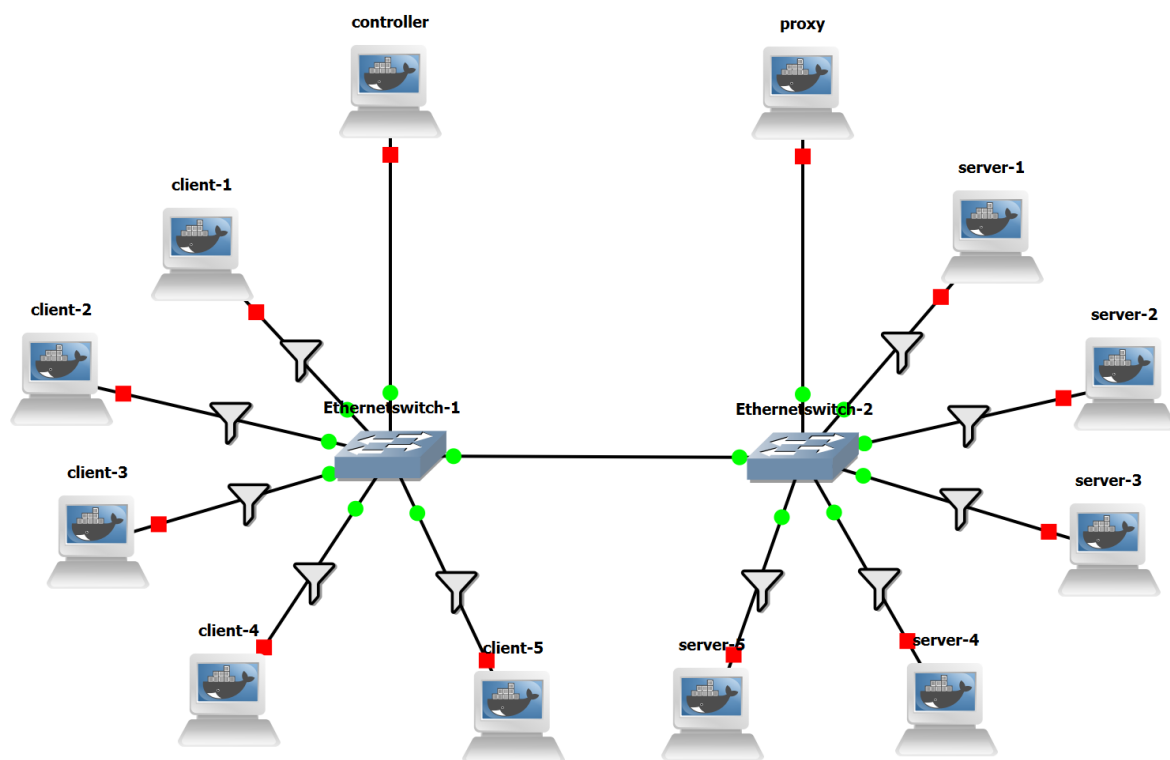 controller
proxy
client-1
server-1
client-2
server-2
Ethernetswitch-1
Ethernetswitch-2
client-3
server-3
client-4
client-5
server-5
server-4